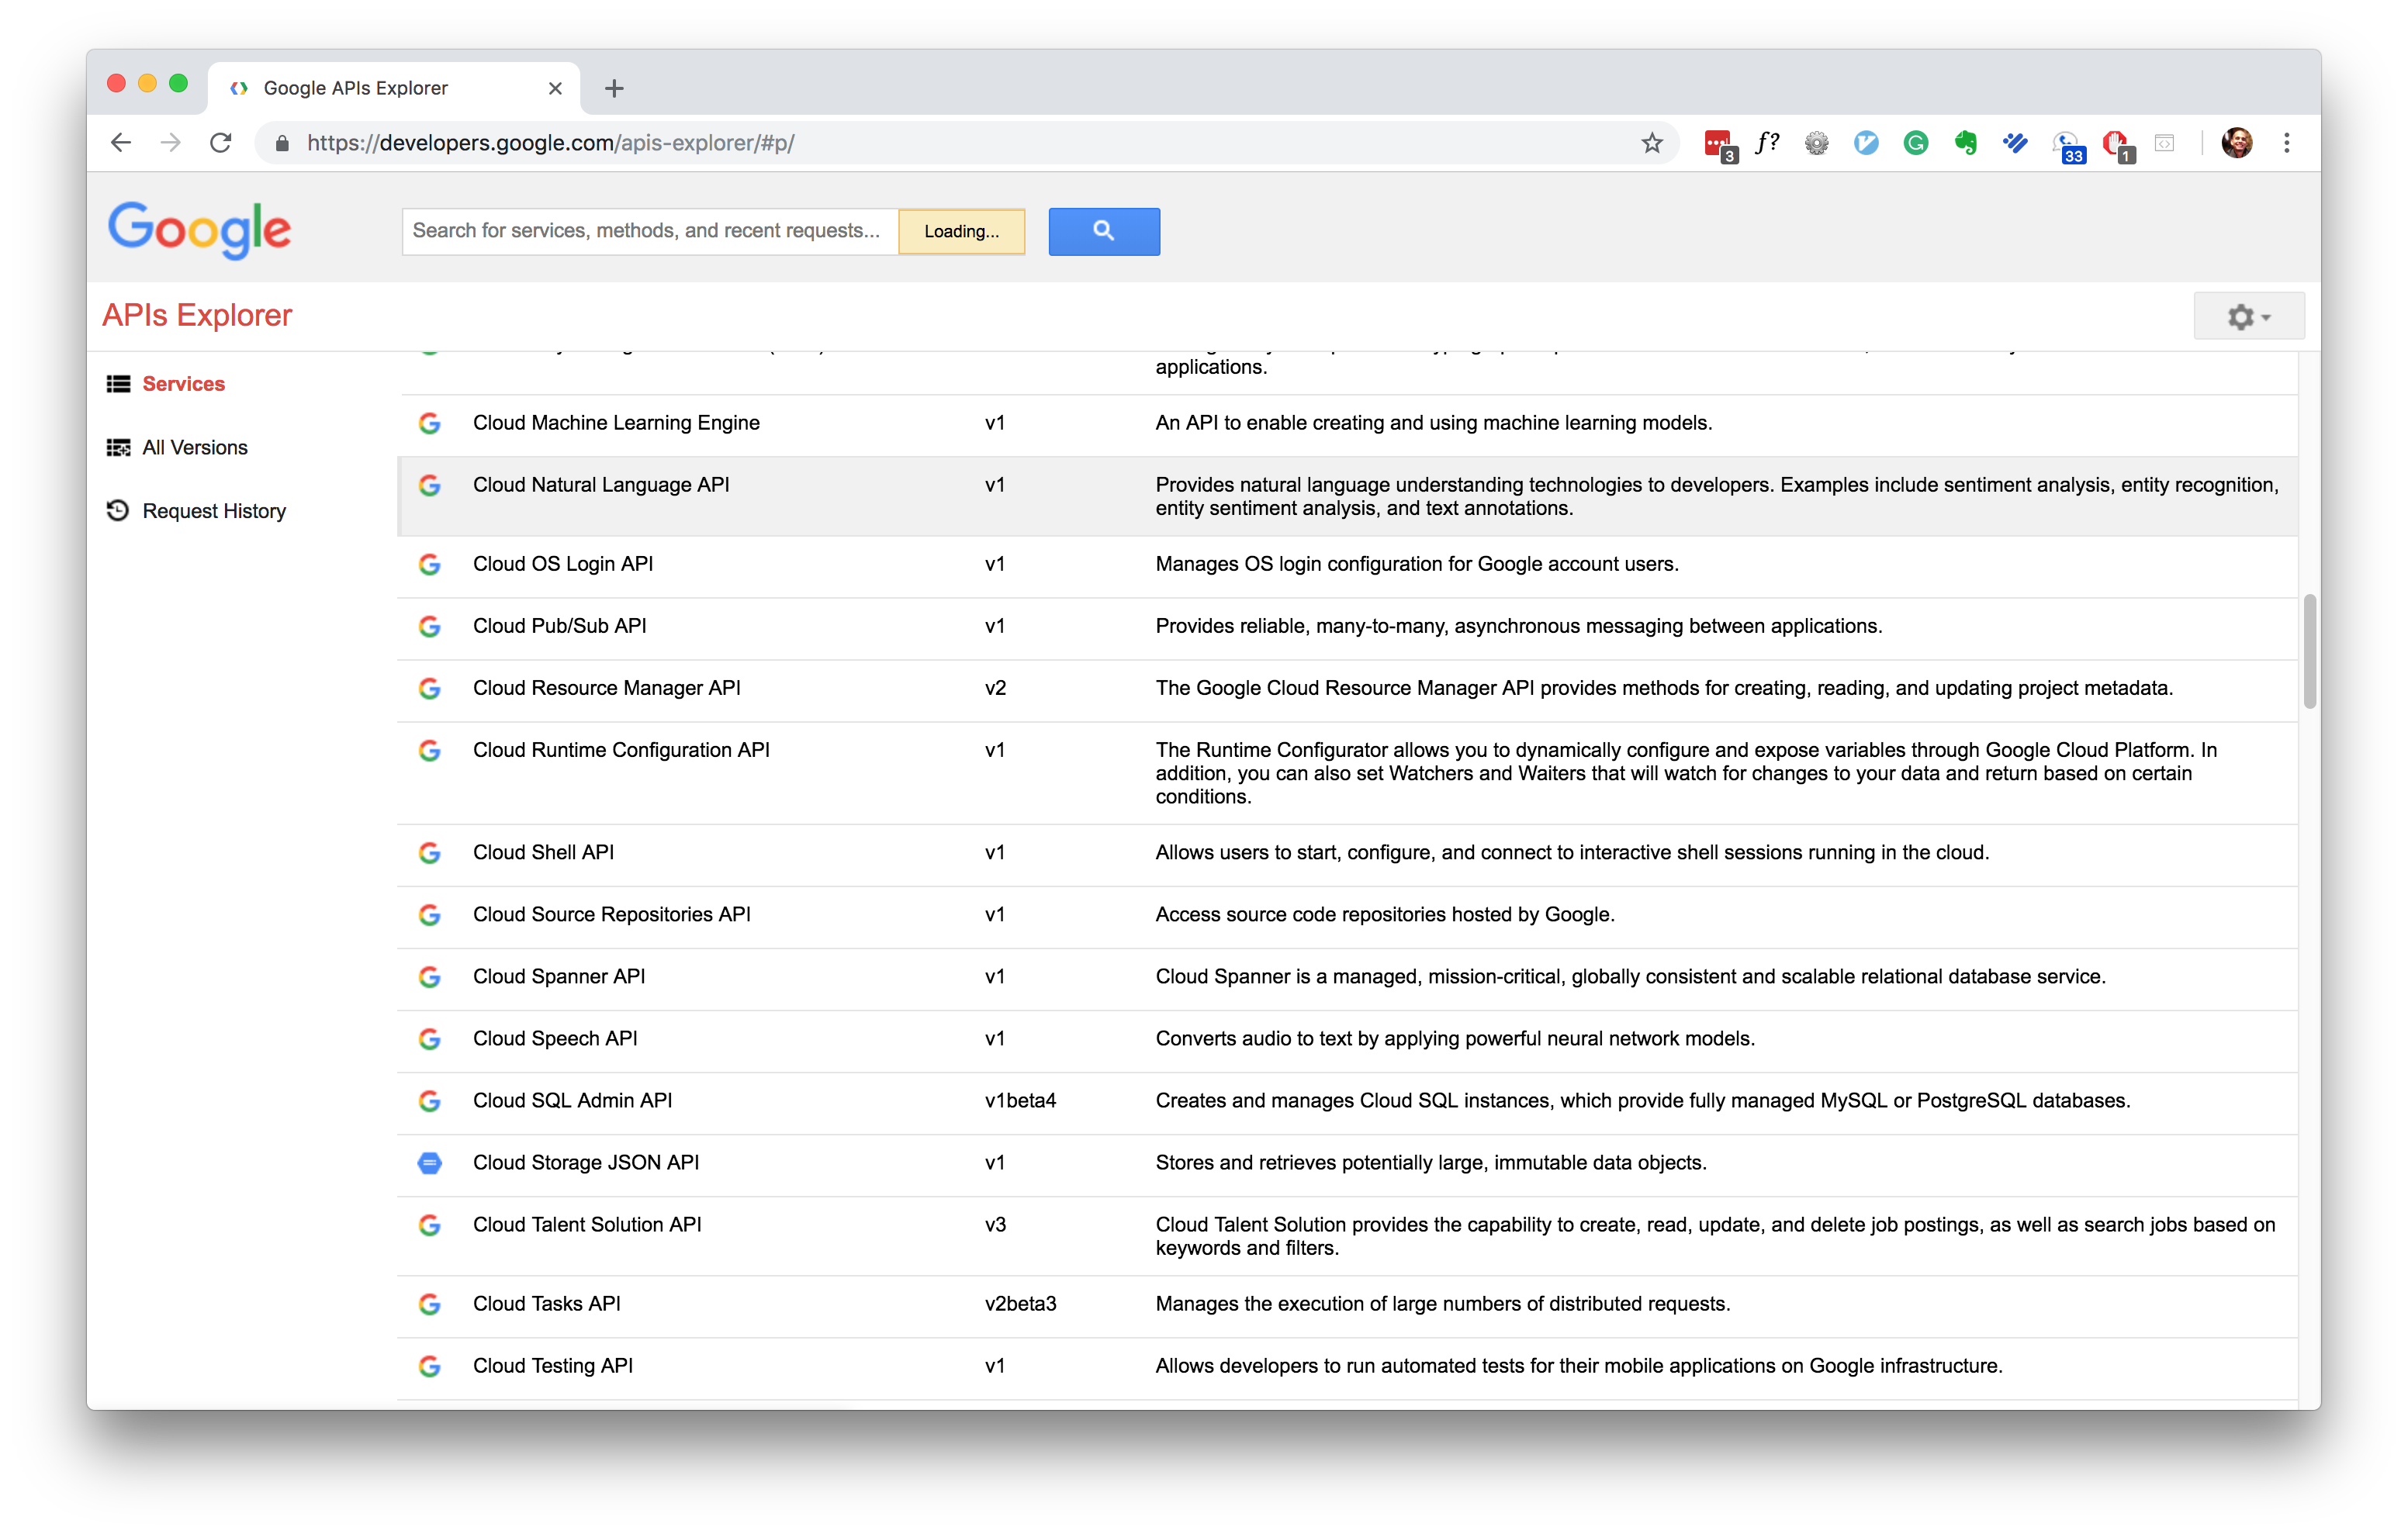 Google APIs Explorer
https://developers.google.com/apis-explorer/#p/
3
f?
33
1
Google
Search for services, methods, and recent requests...
Loading...
APIs Explorer
Services
All Versions
Request History
applications.
Cloud Machine Learning Engine v1 An API to enable creating and using machine learning models.
Cloud Natural Language API v1 Provides natural language understanding technologies to developers. Examples include sentiment analysis, entity recognition,
entity sentiment analysis, and text annotations.
Cloud OS Login API v1 Manages OS login configuration for Google account users.
Cloud Pub/Sub API v1 Provides reliable, many-to-many, asynchronous messaging between applications.
Cloud Resource Manager API v2 The Google Cloud Resource Manager API provides methods for creating, reading, and updating project metadata.
Cloud Runtime Configuration API v1 The Runtime Configurator allows you to dynamically configure and expose variables through Google Cloud Platform. In
addition, you can also set Watchers and Waiters that will watch for changes to your data and return based on certain
conditions.
Cloud Shell API v1 Allows users to start, configure, and connect to interactive shell sessions running in the cloud.
Cloud Source Repositories API v1 Access source code repositories hosted by Google.
Cloud Spanner API v1 Cloud Spanner is a managed, mission-critical, globally consistent and scalable relational database service.
Cloud Speech API v1 Converts audio to text by applying powerful neural network models.
Cloud SQL Admin API v1beta4 Creates and manages Cloud SQL instances, which provide fully managed MySQL or PostgreSQL databases.
Cloud Storage JSON API v1 Stores and retrieves potentially large, immutable data objects.
Cloud Talent Solution API v3 Cloud Talent Solution provides the capability to create, read, update, and delete job postings, as well as search jobs based on
keywords and filters.
Cloud Tasks API v2beta3 Manages the execution of large numbers of distributed requests.
Cloud Testing API v1 Allows developers to run automated tests for their mobile applications on Google infrastructure.